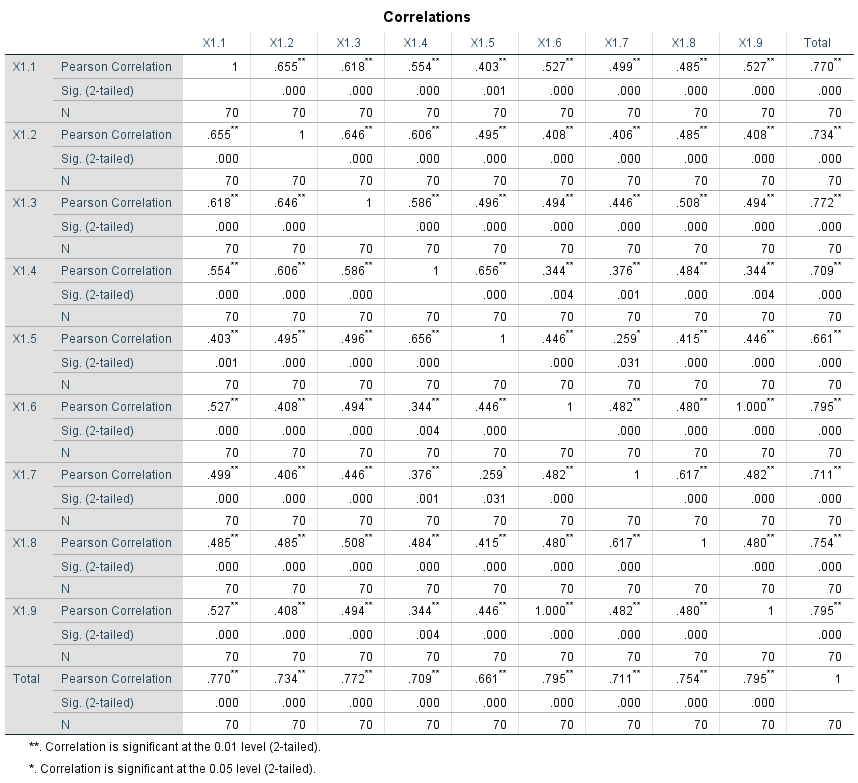 Correlations
X1.1 X1.2 X1.3 X1.4 X1.5 X1.6 X1.7 X1.8 X1.9 Total
X1.1 Pearson Correlation 1 .655** .618** .554** .403** .527** .499** .485** .527** .770**
Sig. (2-tailed) .000 .000 .000 .001 .000 .000 .000 .000 .000
N 70 70 70 70 70 70 70 70 70 70
X1.2 Pearson Correlation .655** 1 .646** .606** .495** .408** .406** .485** .408** .734**
Sig. (2-tailed) .000 .000 .000 .000 .000 .000 .000 .000 .000
N 70 70 70 70 70 70 70 70 70 70
X1.3 Pearson Correlation .618** .646** 1 .586** .496** .494** .446** .508** .494** .772**
Sig. (2-tailed) .000 .000 .000 .000 .000 .000 .000 .000 .000
N 70 70 70 70 70 70 70 70 70 70
X1.4 Pearson Correlation .554** .606** .586** 1 .656** .344** .376** .484** .344** .709**
Sig. (2-tailed) .000 .000 .000 .000 .004 .001 .000 .004 .000
N 70 70 70 70 70 70 70 70 70 70
X1.5 Pearson Correlation .403** .495** .496** .656** 1 .446** .259* .415** .446** .661**
Sig. (2-tailed) .001 .000 .000 .000 .000 .031 .000 .000 .000
N 70 70 70 70 70 70 70 70 70 70
X1.6 Pearson Correlation .527** .408** .494** .344** .446** 1 .482** .480** 1.000** .795**
Sig. (2-tailed) .000 .000 .000 .004 .000 .000 .000 .000 .000
N 70 70 70 70 70 70 70 70 70 70
X1.7 Pearson Correlation .499** .406** .446** .376** .259* .482** 1 .617** .482** .711**
Sig. (2-tailed) .000 .000 .000 .001 .031 .000 .000 .000 .000
N 70 70 70 70 70 70 70 70 70 70
X1.8 Pearson Correlation .485** .485** .508** .484** .415** .480** .617** 1 .480** .754**
Sig. (2-tailed) .000 .000 .000 .000 .000 .000 .000 .000 .000
N 70 70 70 70 70 70 70 70 70 70
X1.9 Pearson Correlation .527** .408** .494** .344** .446** 1.000** .482** .480** 1 .795**
Sig. (2-tailed) .000 .000 .000 .004 .000 .000 .000 .000 .000
N 70 70 70 70 70 70 70 70 70 70
Total Pearson Correlation .770** .734** .772** .709** .661** .795** .711** .754** .795** 1
Sig. (2-tailed) .000 .000 .000 .000 .000 .000 .000 .000 .000
N 70 70 70 70 70 70 70 70 70 70
**. Correlation is significant at the 0.01 level (2-tailed).
*. Correlation is significant at the 0.05 level (2-tailed).